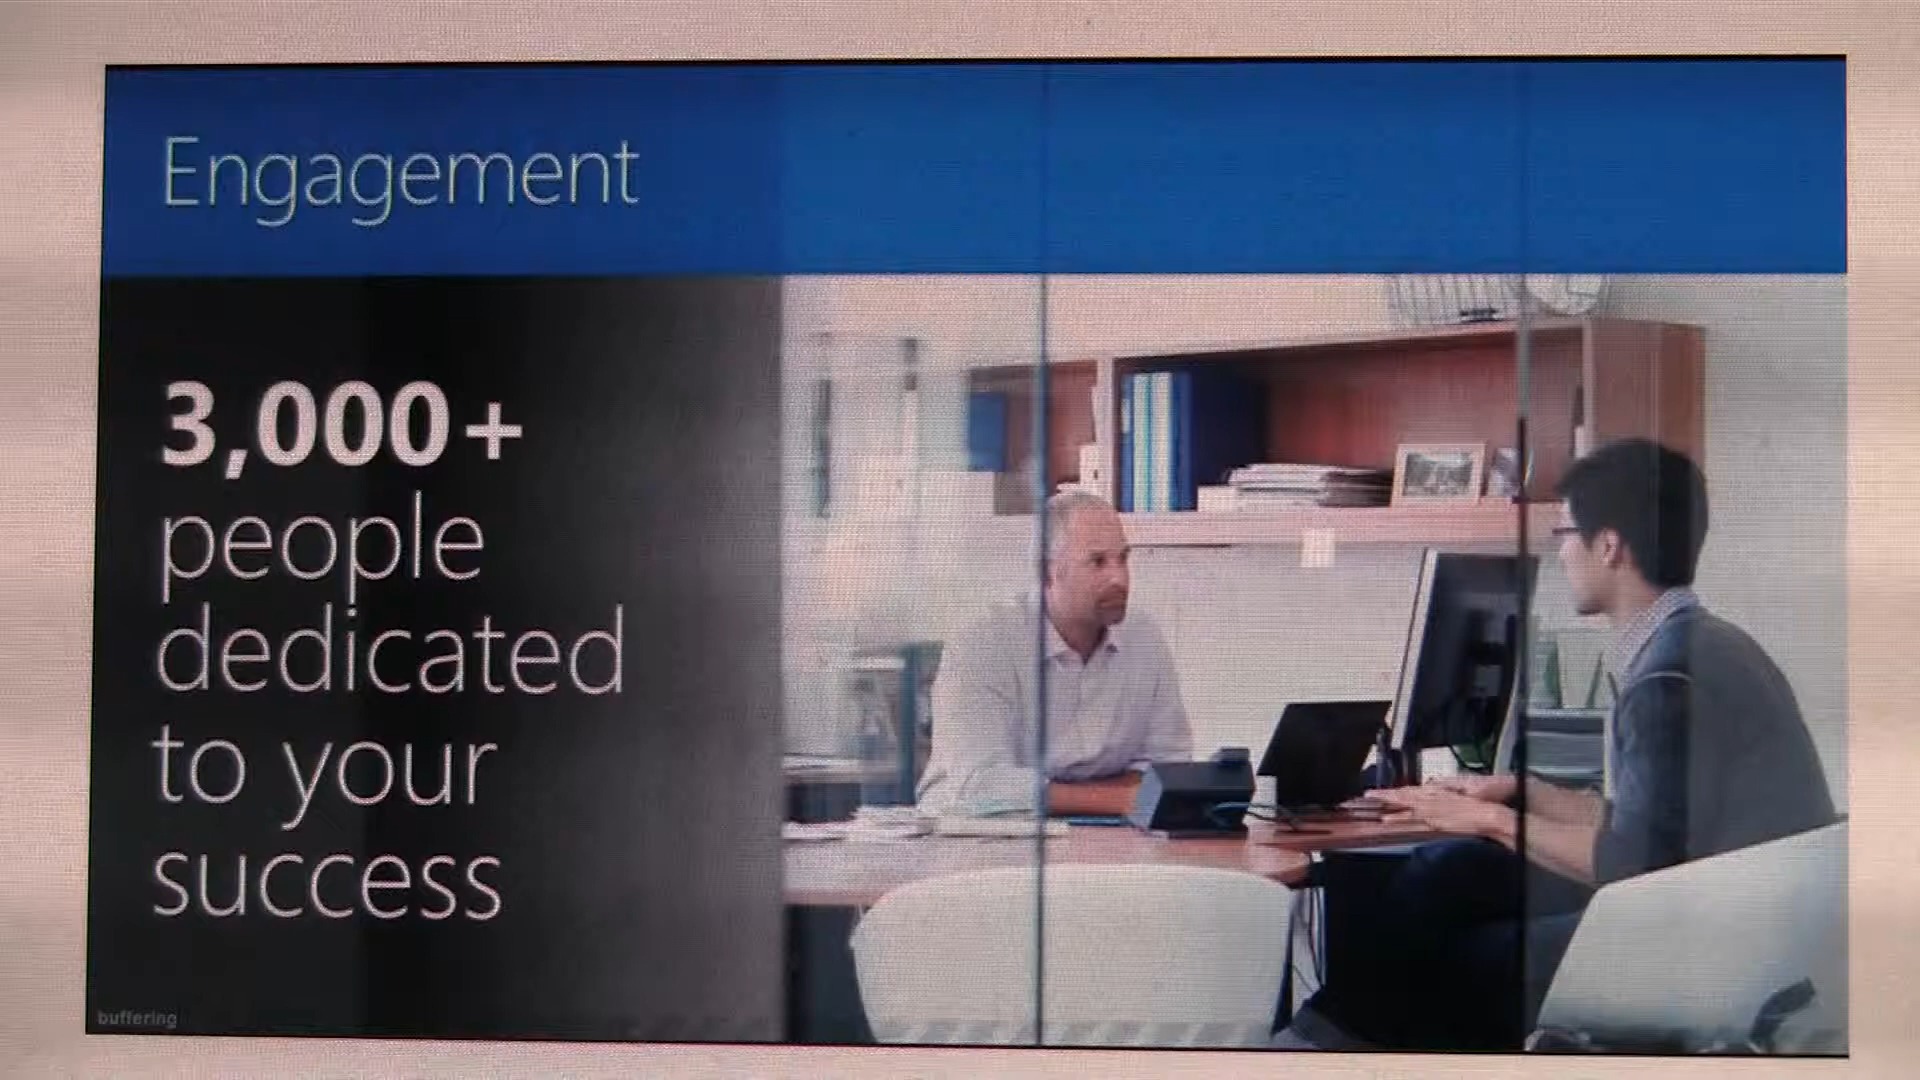 Engagement
3,000+
people
dedicated
to your
success
buffering